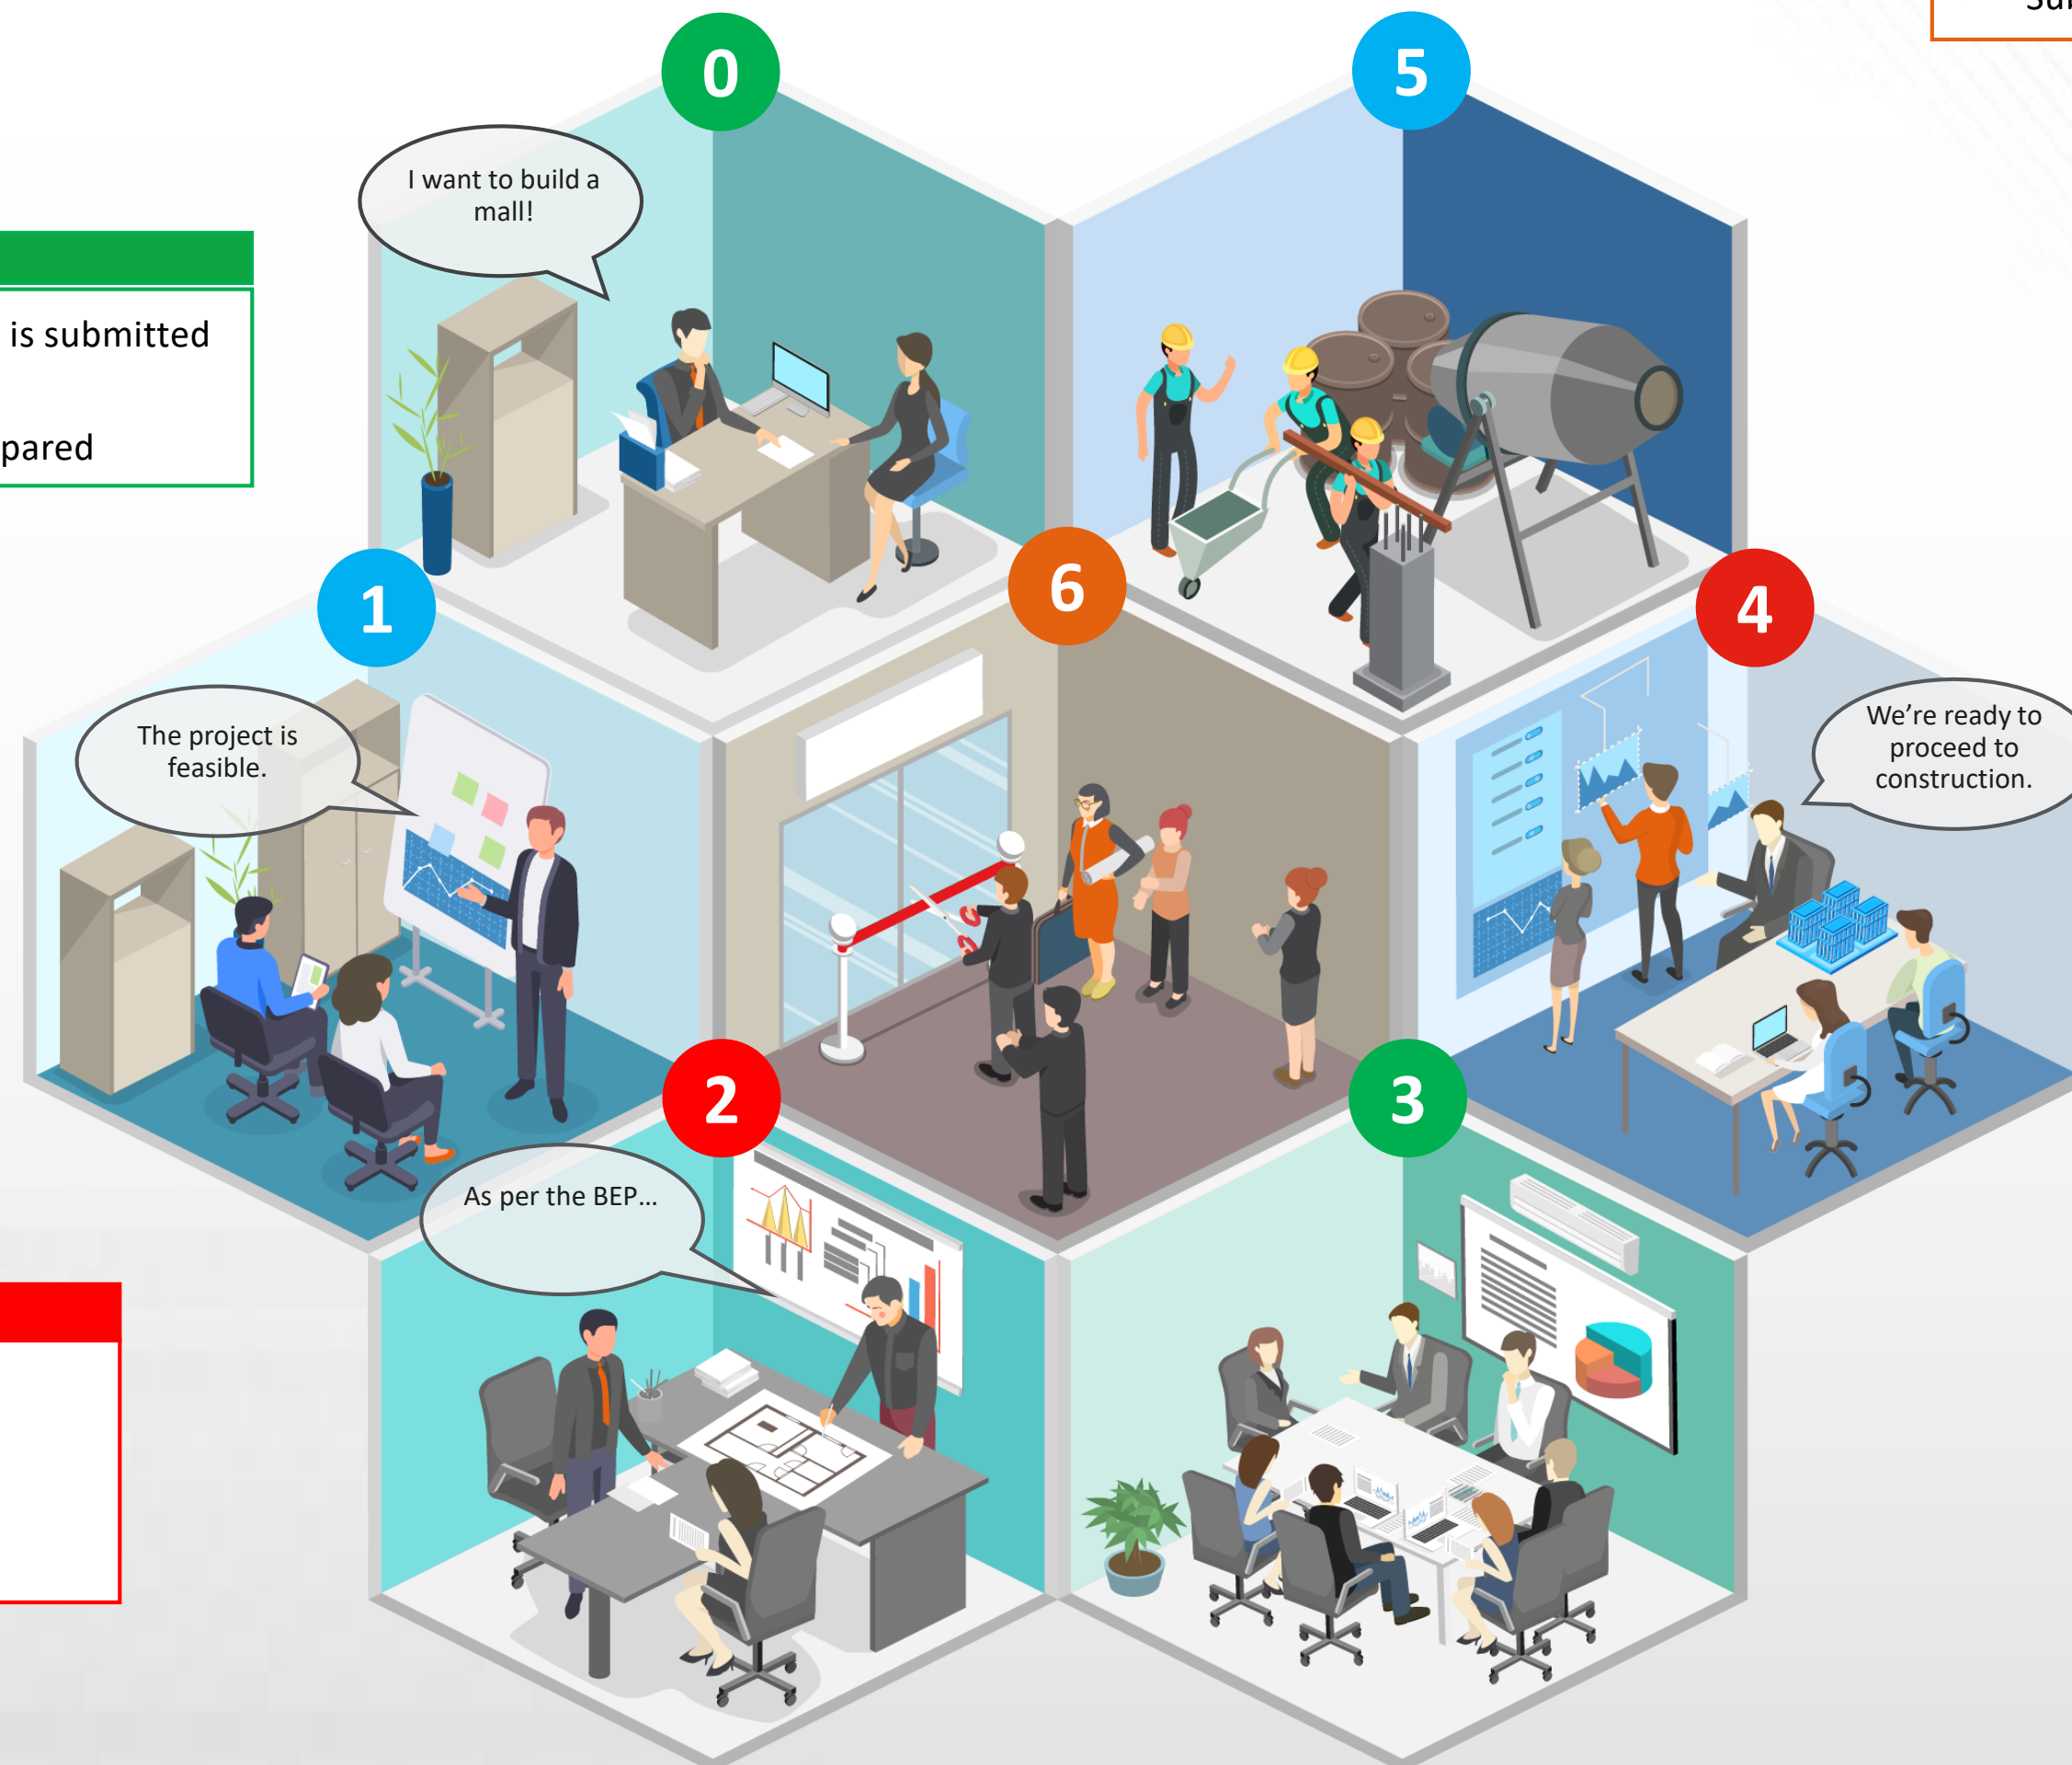 0
5
I want to build a
mall!
is submitted
1
6
4
The project is
feasible.
We're ready to
proceed to
construction.
2
3
As per the BEP...